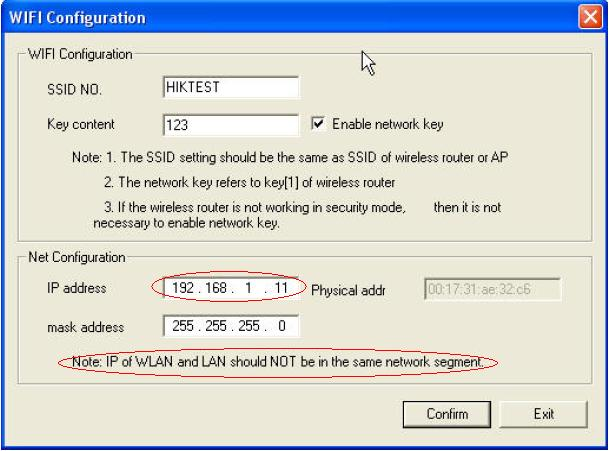 WIFI Configuration
WIFI Configuration
SSID NO. HIKTEST
Key content 123 Enable network key
Note: 1. The SSID setting should be the same as SSID of wireless router or AP
2. The network key refers to key[1] of wireless router
3. If the wireless router is not working in security mode, then it is not
necessary to enable network key.
Net Configuration
IP address 192 . 168 . 1 . 11 Physical addr 00:17:31:ae:32:c6
mask address 255 . 255 . 255 . 0
Note: IP of WLAN and LAN should NOT be in the same network segment.
Confirm Exit